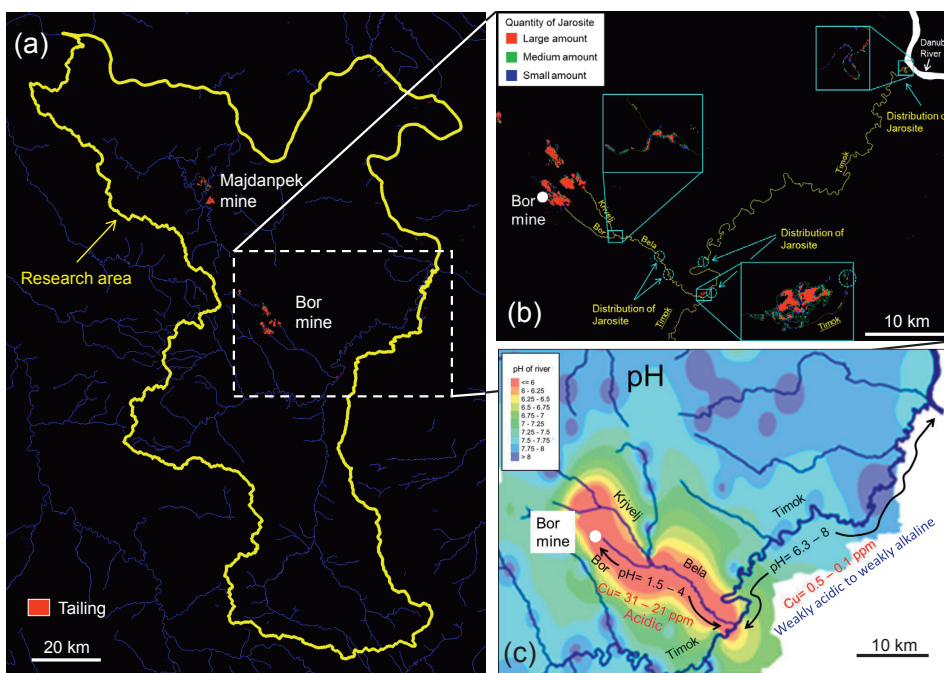 (a)
Majdanpek
mine
Research area
Bor
mine
Tailing
20 km
Quantity of Jarosite
Large amount
Medium amount
Small amount
Danube
River
Distribution of
Jarosite
Timok
Bor
mine
Krivelj
Bor
Bela
Distribution of
Jarosite
Distribution of
Jarosite
Timok
Timok
(b)
10 km
pH of river
<= 6
6 - 6.25
6.25 - 6.5
6.5 - 6.75
6.75 - 7
7 - 7.25
7.25 - 7.5
7.5 - 7.75
7.75 - 8
> 8
pH
Krjvelj
Timok
Bor
mine
Bor
Bela
pH= 1.5 – 4
Cu= 31 – 21 ppm
Acidic
pH= 6.3 – 8
Cu= 0.5 – 0.1 ppm
Weakly acidic to weakly alkaline
Timok
(c)
10 km